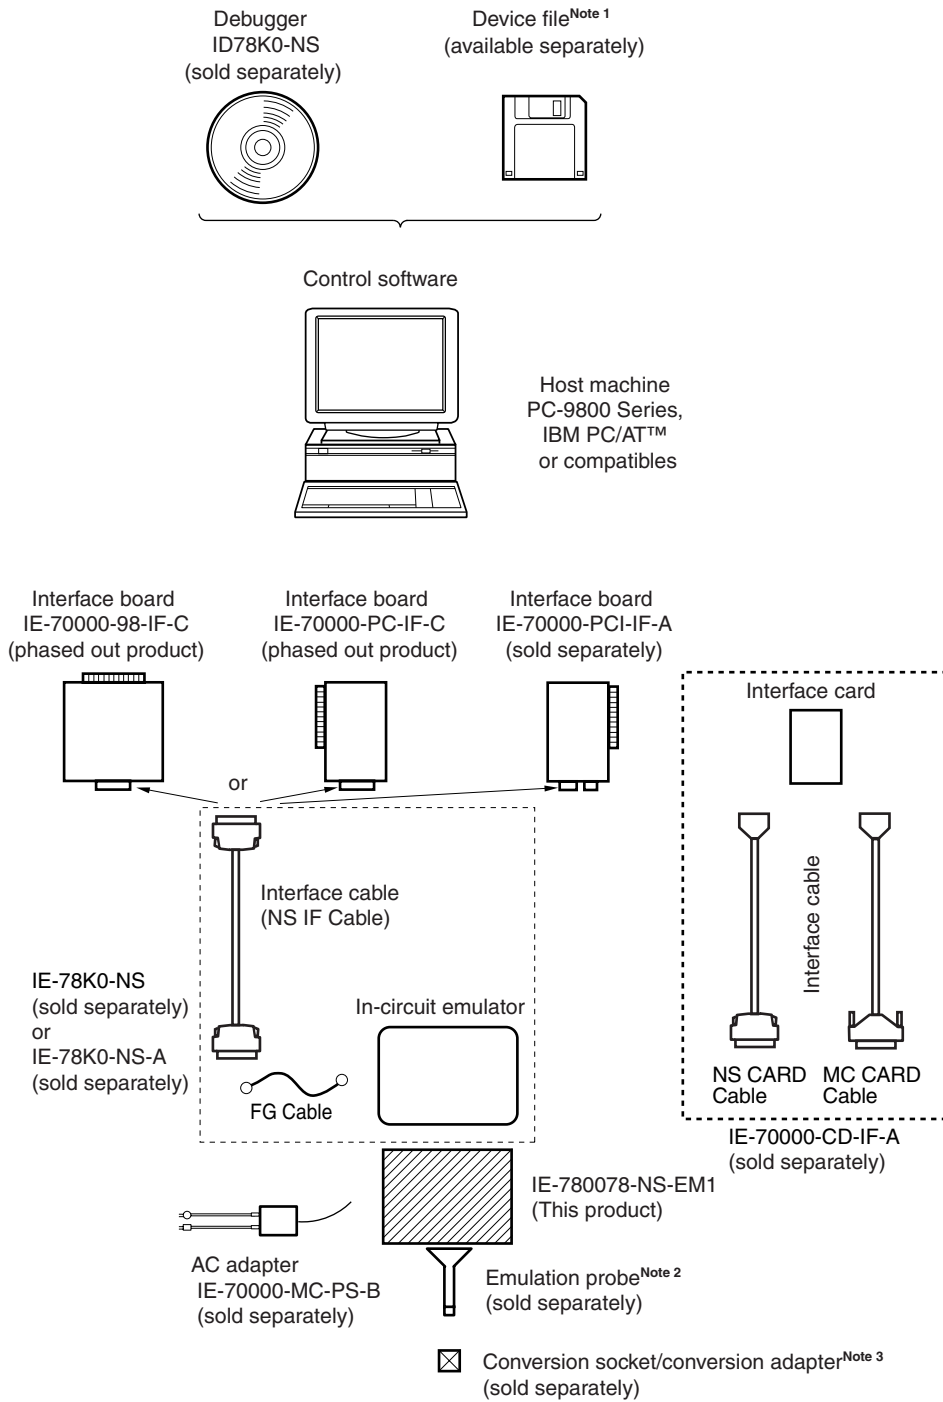 Debugger
ID78K0-NS
(sold separately)
Device fileNote 1
(available separately)
Control software
Host machine
PC-9800 Series,
IBM PC/AT™
or compatibles
Interface board
IE-70000-98-IF-C
(phased out product)
Interface board
IE-70000-PC-IF-C
(phased out product)
Interface board
IE-70000-PCI-IF-A
(sold separately)
Interface card
or
Interface cable
(NS IF Cable)
Interface cable
IE-78K0-NS
(sold separately)
or
IE-78K0-NS-A
(sold separately)
In-circuit emulator
FG Cable
NS CARD
Cable
MC CARD
Cable
IE-70000-CD-IF-A
(sold separately)
IE-780078-NS-EM1
(This product)
AC adapter
IE-70000-MC-PS-B
(sold separately)
Emulation probeNote 2
(sold separately)
Conversion socket/conversion adapterNote 3
(sold separately)